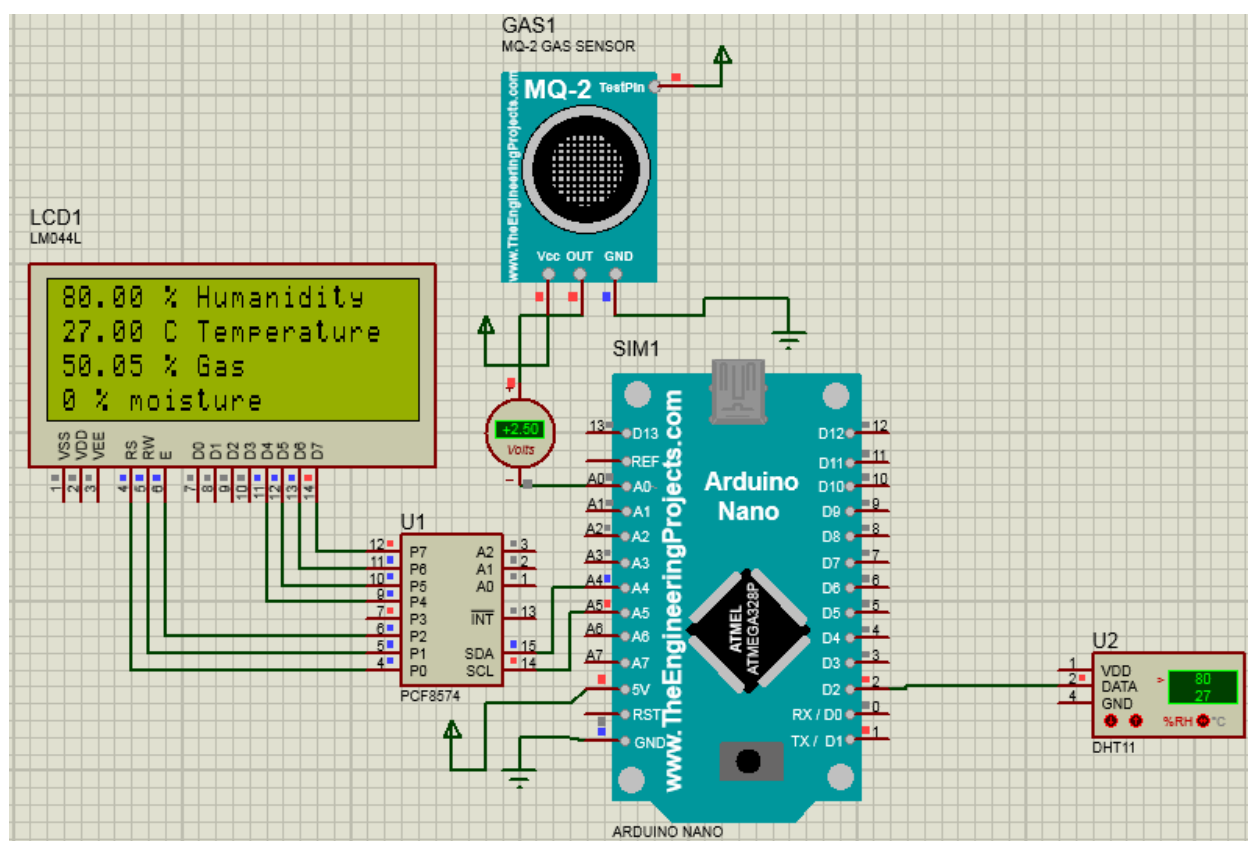 GAS1
MQ-2 GAS SENSOR
MQ-2
TestPin
www.TheEngineeringProjects.com
Vcc OUT GND
LCD1
LM044L
80.00 % Humanidity
27.00 C Temperature
50.05 % Gas
0 % moisture
VSS
VDD
VEE
RS
RW
E
D0
D1
D2
D3
D4
D5
D6
D7
1
2
3
4
5
6
7
8
9
10
11
12
13
14
+
+2.50
Volts
−
U1
12 P7 A2 3
11 P6 A1 2
10 P5 A0 1
9 P4
7 P3 INT 13
6 P2
5 P1 SDA 15
4 P0 SCL 14
PCF8574
SIM1
www.TheEngineeringProjects.com
Arduino
Nano
ATMEL
ATMEGA328P
13 D13 D12 12
REF D11 11
A0 A0 D10 10
A1 A1 D9 9
A2 A2 D8 8
A3 A3 D7 7
A4 A4 D6 6
A5 A5 D5 5
A6 A6 D4 4
A7 A7 D3 3
5V D2 2
RST RX / D0 0
GND TX / D1 1
ARDUINO NANO
U2
1 VDD
2 DATA
4 GND
> 80
27
%RH °C
DHT11